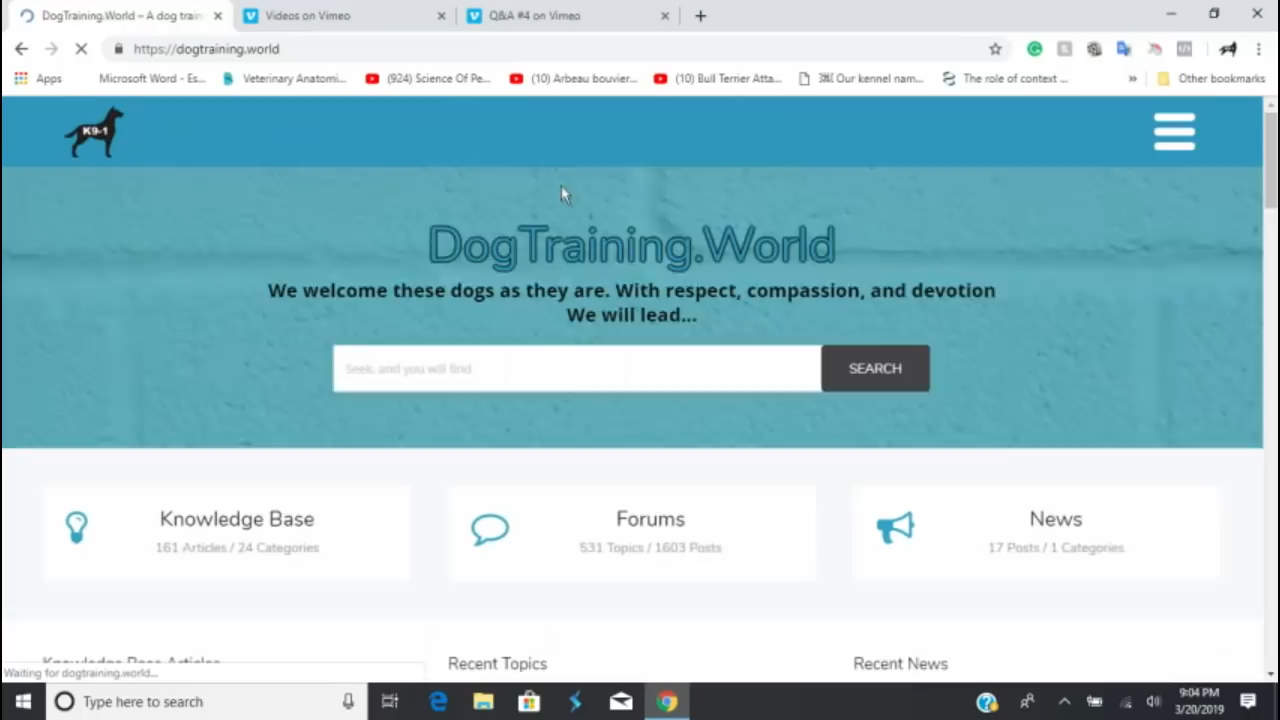 DogTraining.World – A dog train
Videos on Vimeo
Q&A #4 on Vimeo
https://dogtraining.world
Apps
Microsoft Word - Es...
Veterinary Anatomi...
(924) Science Of Pe...
(10) Arbeau bouvier...
(10) Bull Terrier Atta...
Our kennel nam...
The role of context ...
»
Other bookmarks
K9-1
DogTraining.World
We welcome these dogs as they are. With respect, compassion, and devotion
We will lead...
Seek, and you will find
SEARCH
Knowledge Base
161 Articles / 24 Categories
Forums
531 Topics / 1603 Posts
News
17 Posts / 1 Categories
Knowledge Base Articles
Recent Topics
Recent News
Waiting for dogtraining.world...
Type here to search
9:04 PM
3/20/2019